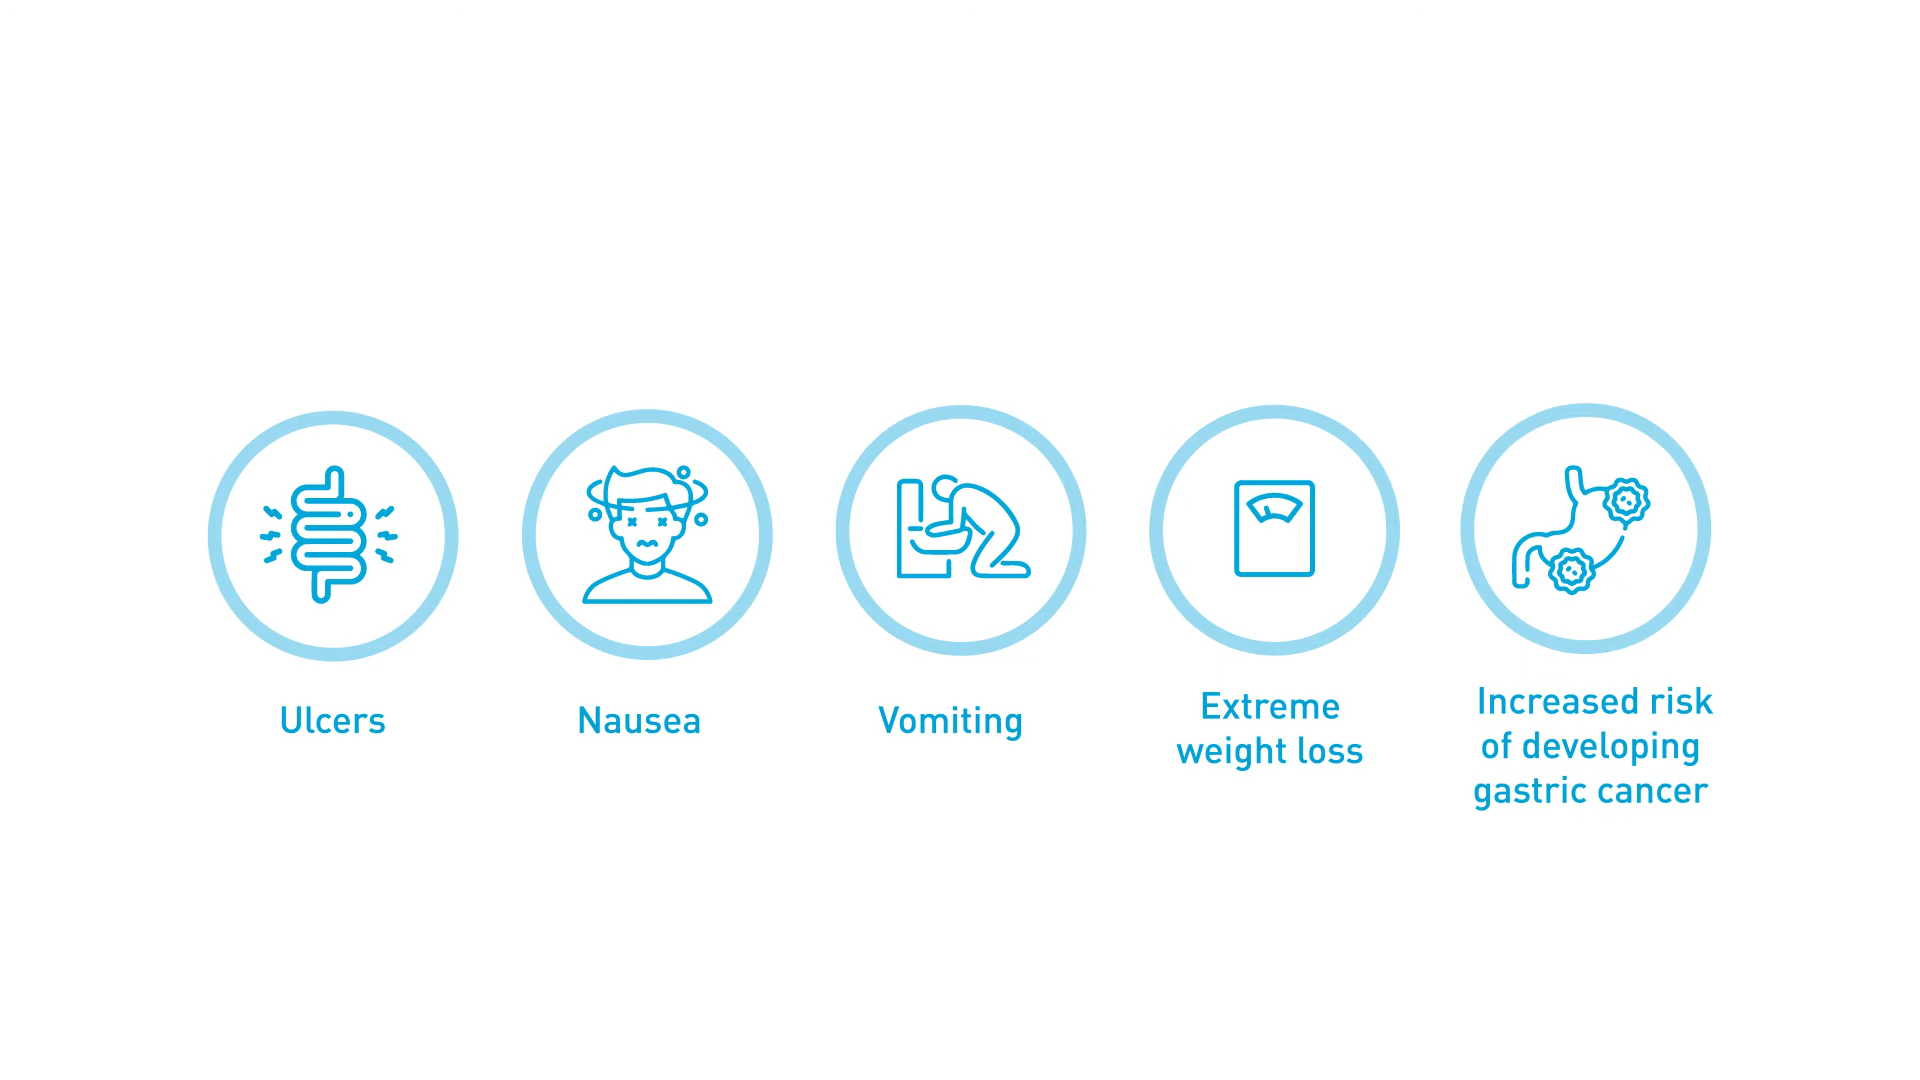 Ulcers
Nausea
Vomiting
Extreme
weight loss
Increased risk
of developing
gastric cancer